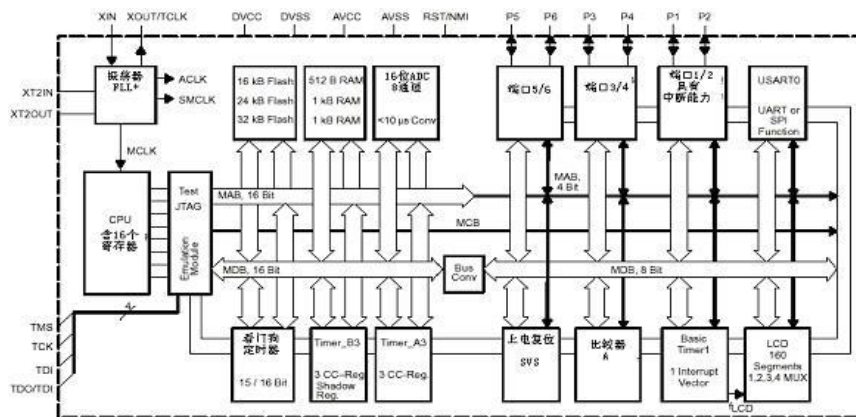 XIN
XOUT/TCLK
DVCC
DVSS
AVCC
AVSS
RST/NMI
P5
P6
P3
P4
P1
P2
XT2IN
XT2OUT
振荡器
FLL+
ACLK
SMCLK
16 kB Flash
24 kB Flash
32 kB Flash
512 B RAM
1 kB RAM
1 kB RAM
16位ADC
8通道
<10 μs Conv
端口5/6
端口3/4
端口1/2
具有
中断能力
USART0
UART or
SPI
Function
MCLK
CPU
含16个
寄存器
Test
JTAG
Emulation
Module
MAB, 16 Bit
MAB,
4 Bit
MCB
MDB, 16 Bit
Bus
Conv
MDB, 8 Bit
4
TMS
TCK
TDI
TDO/TDI
看门狗
定时器
15 / 16 Bit
Timer_B3
3 CC–Reg.
Shadow
Reg.
Timer_A3
3 CC–Reg.
上电复位
SVS
比较器
A
Basic
Timer1
1 Interrupt
Vector
LCD
160
Segments
1,2,3,4 MUX
fLCD